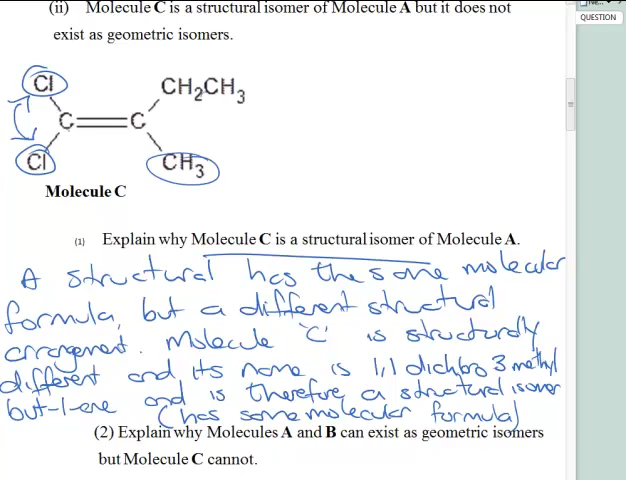 Ne...
QUESTION
(ii) Molecule C is a structural isomer of Molecule A but it does not
exist as geometric isomers.
Cl CH2CH3
C C
Cl CH3
Molecule C
(1) Explain why Molecule C is a structural isomer of Molecule A.
A structural has the same molecular
formula, but a different structural
arrangement. Molecule 'C' is structurally
different and its name is 1,1 dichloro 3 methyl
but-1-ene and is therefore a structural isomer
(has same molecular formula)
(2) Explain why Molecules A and B can exist as geometric isomers
but Molecule C cannot.